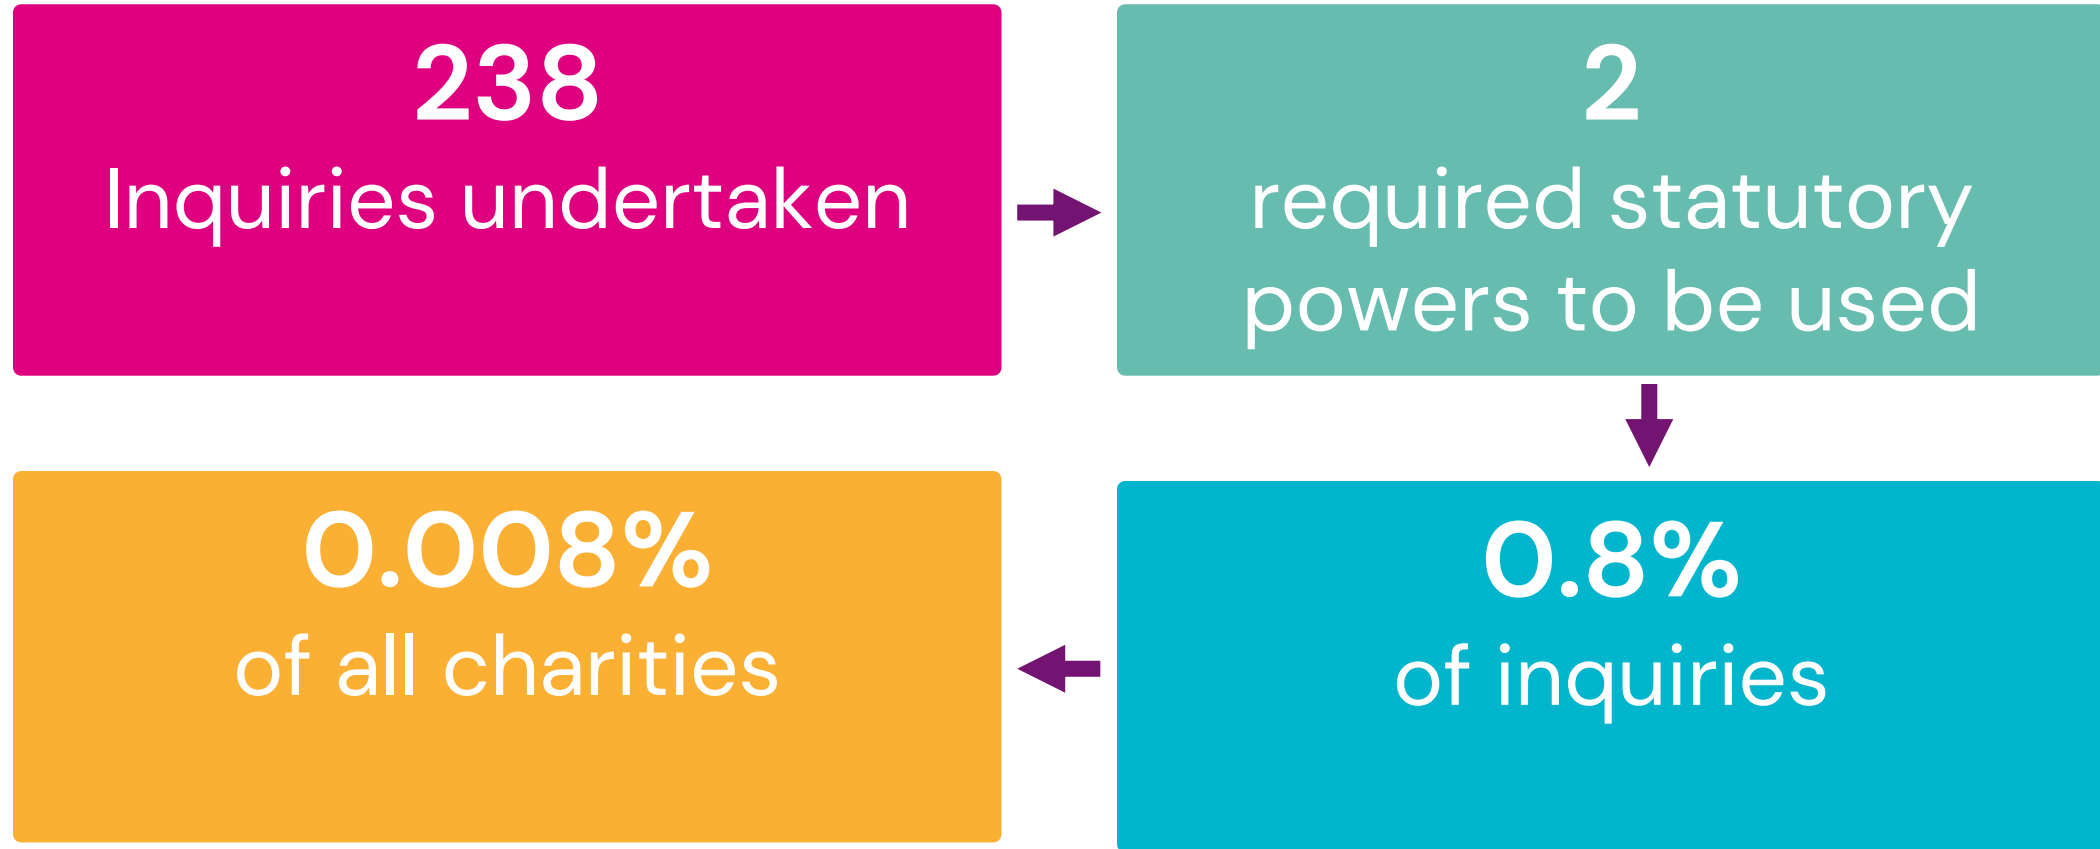 238
Inquiries undertaken
2
required statutory
powers to be used
0.8%
of inquiries
0.008%
of all charities